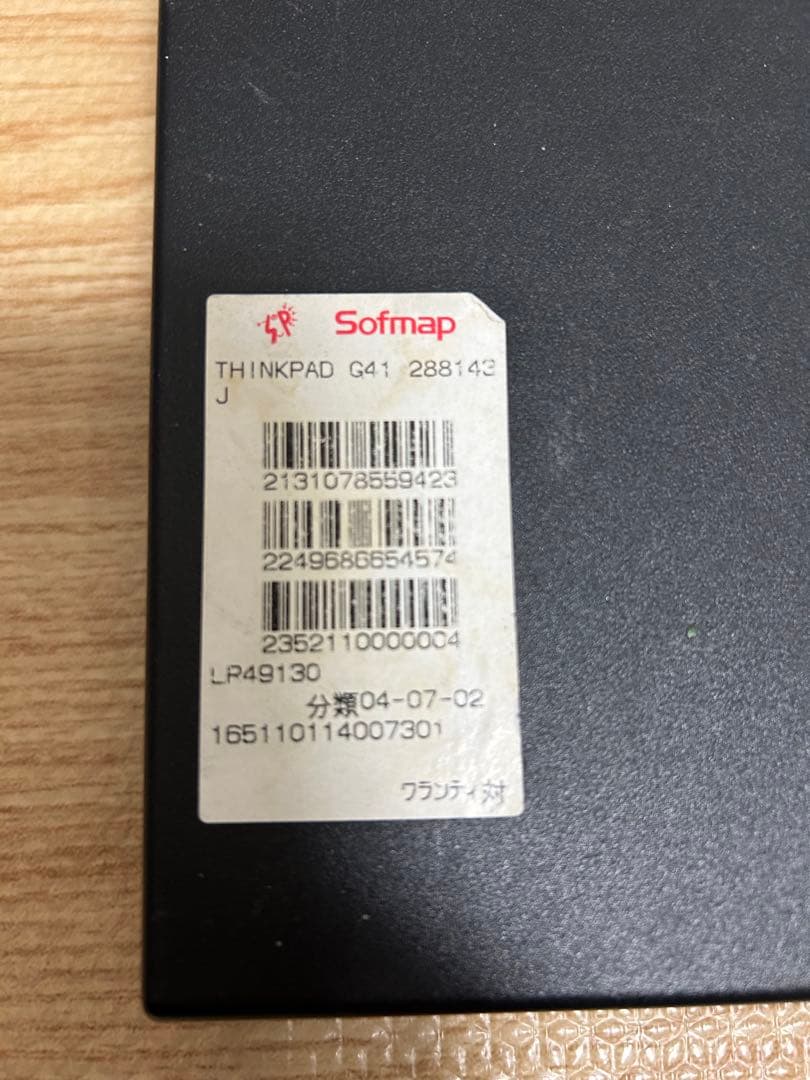 Sofmap
THINKPAD G41 288143
J
2131078559423
2249686654574
2352110000004
LR49130
分類04-07-02
165110114007301
ワランティ対